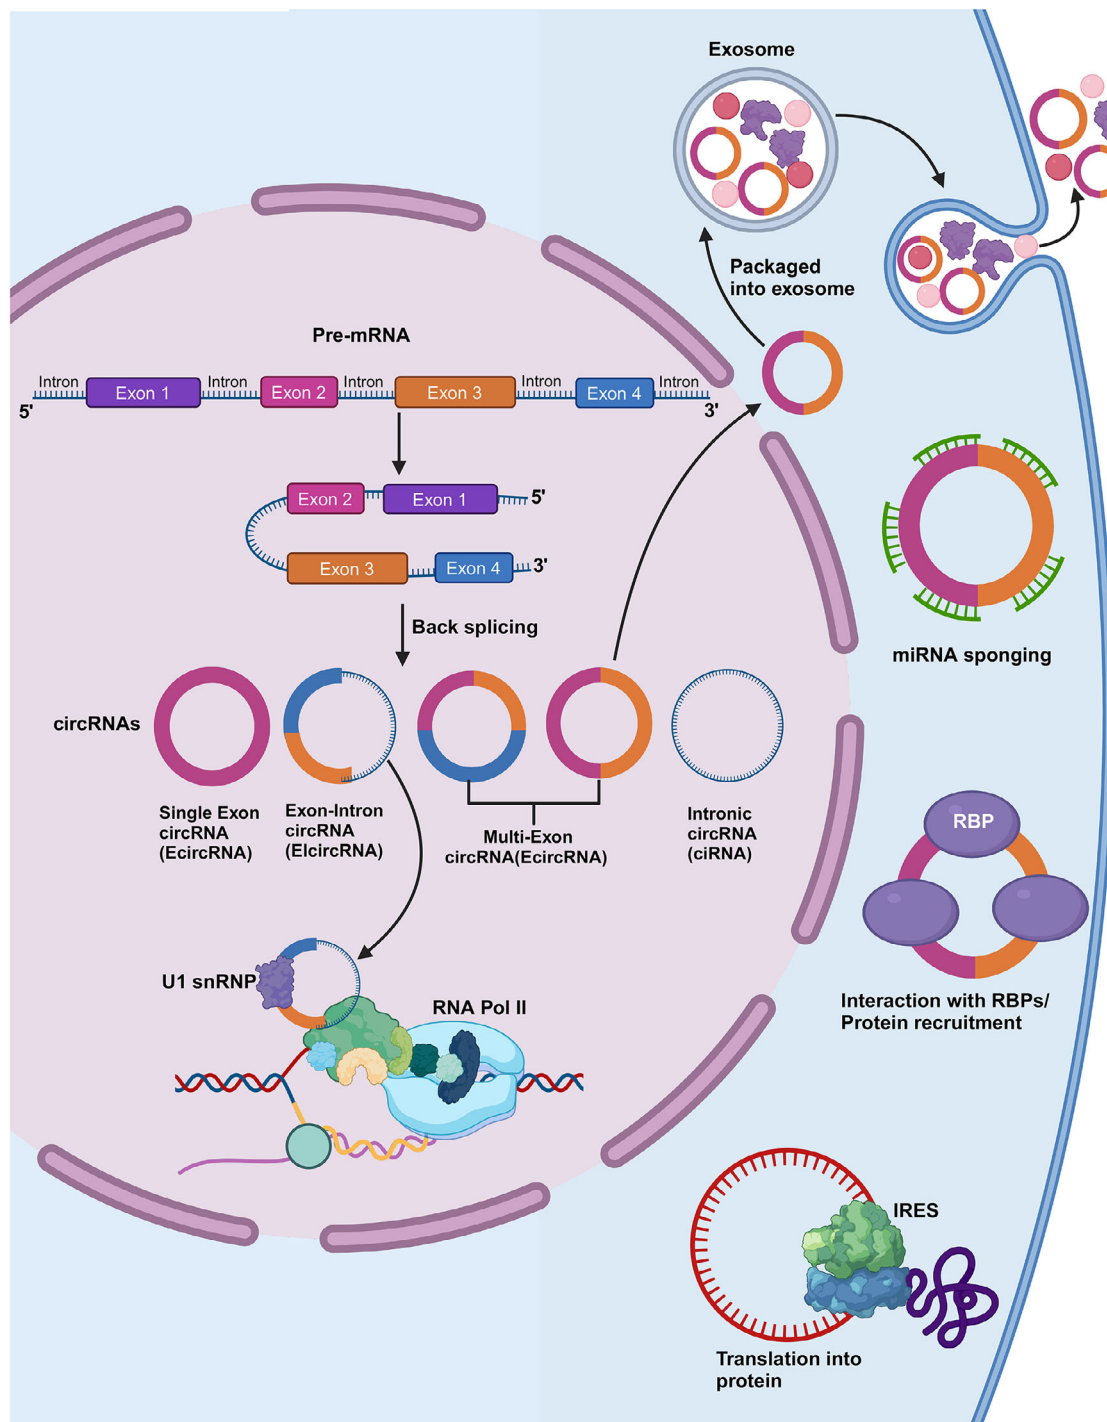 Exosome
Packaged
into exosome
Pre-mRNA
Intron Exon 1 Intron Exon 2 Intron Exon 3 Intron Exon 4 Intron
5' 3'
Exon 2 Exon 1 5'
Exon 3 Exon 4 3'
Back splicing
miRNA sponging
circRNAs
Single Exon
circRNA
(EcircRNA)
Exon-Intron
circRNA
(ElcircRNA)
Multi-Exon
circRNA(EcircRNA)
Intronic
circRNA
(ciRNA)
RBP
Interaction with RBPs/
Protein recruitment
U1 snRNP
RNA Pol II
IRES
Translation into
protein